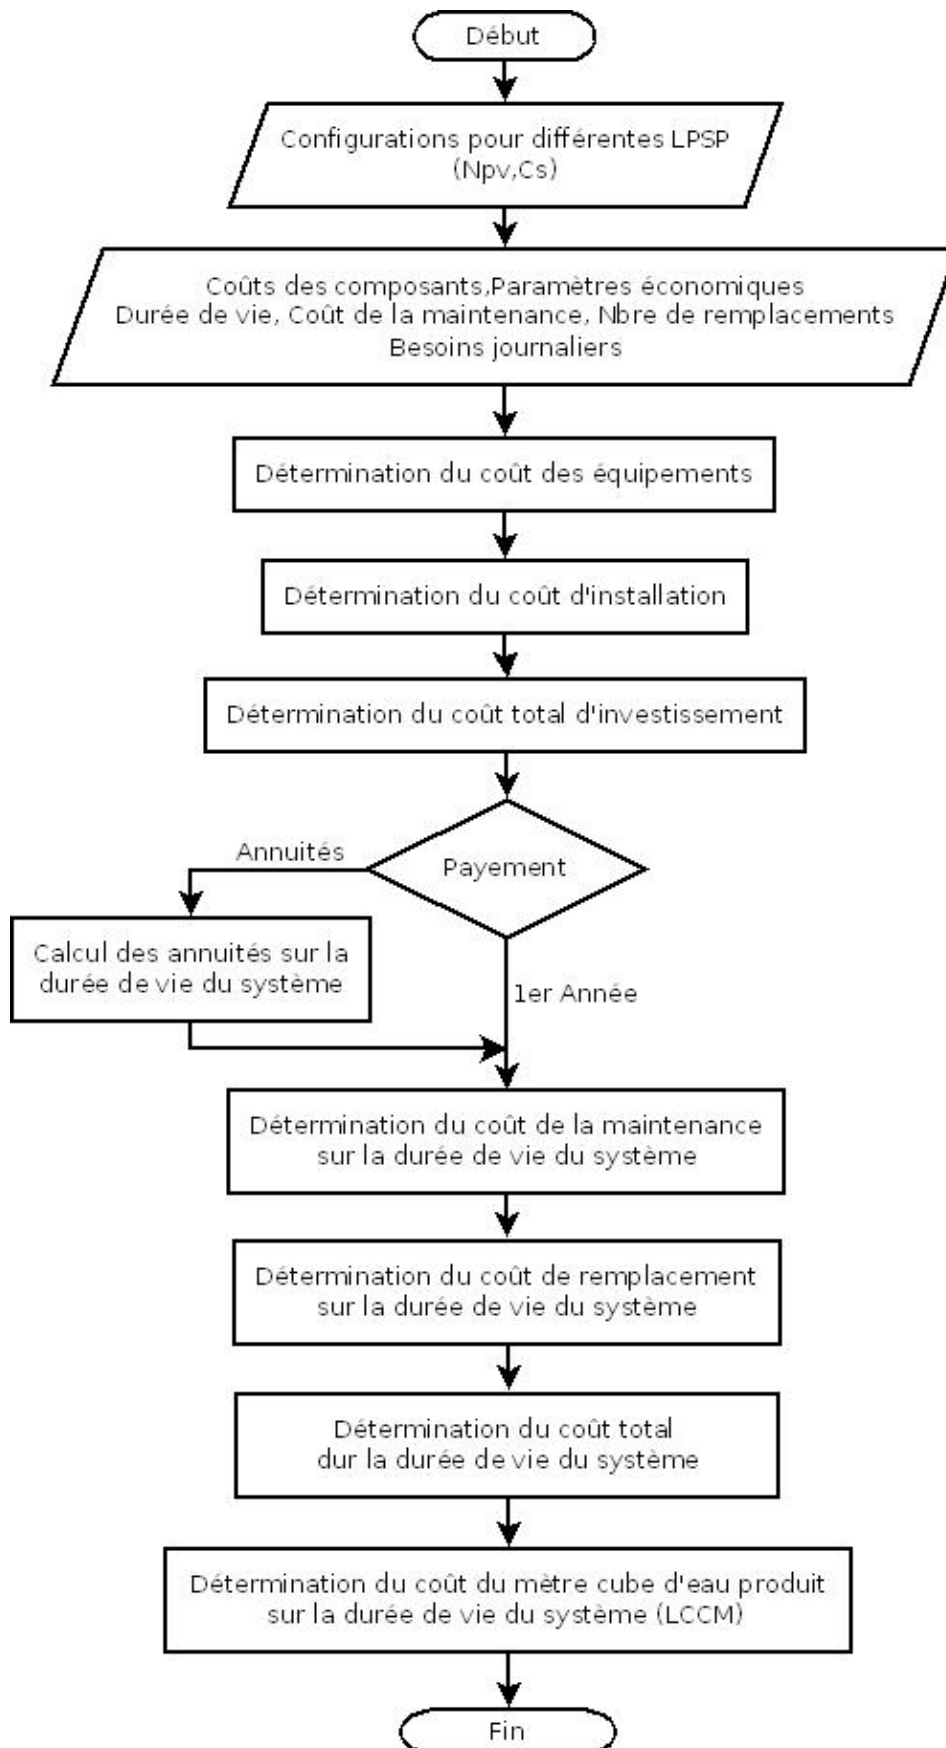 Début
Configurations pour différentes LPSP
(Npv,Cs)
Coûts des composants,Paramètres économiques
Durée de vie, Coût de la maintenance, Nbre de remplacements
Besoins journaliers
Détermination du coût des équipements
Détermination du coût d'installation
Détermination du coût total d'investissement
Payement
Annuités
Calcul des annuités sur la
durée de vie du système
1er Année
Détermination du coût de la maintenance
sur la durée de vie du système
Détermination du coût de remplacement
sur la durée de vie du système
Détermination du coût total
dur la durée de vie du système
Détermination du coût du mètre cube d'eau produit
sur la durée de vie du système (LCCM)
Fin